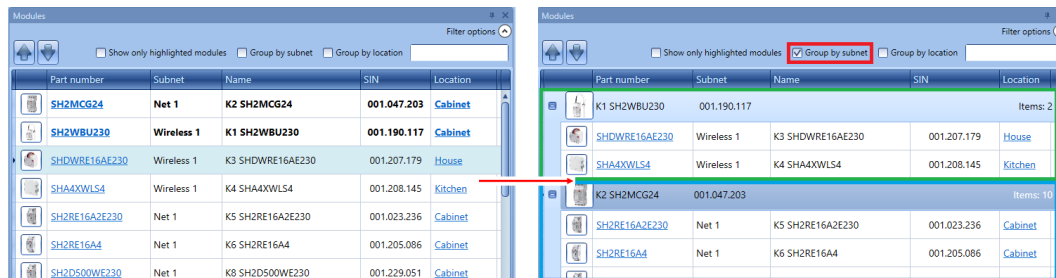 Modules
Filter options
Show only highlighted modules Group by subnet Group by location
Part number Subnet Name SIN Location
SH2MCG24 Net 1 K2 SH2MCG24 001.047.203 Cabinet
SH2WBU230 Wireless 1 K1 SH2WBU230 001.190.117 Cabinet
SHDWRE16AE230 Wireless 1 K3 SHDWRE16AE230 001.207.179 House
SHA4XWLS4 Wireless 1 K4 SHA4XWLS4 001.208.145 Kitchen
SH2RE16A2E230 Net 1 K5 SH2RE16A2E230 001.023.236 Cabinet
SH2RE16A4 Net 1 K6 SH2RE16A4 001.205.086 Cabinet
SH2D500WE230 Net 1 K8 SH2D500WE230 001.229.051 Cabinet
Modules
Filter options
Show only highlighted modules Group by subnet Group by location
Part number Subnet Name SIN Location
K1 SH2WBU230 001.190.117 Items: 2
SHDWRE16AE230 Wireless 1 K3 SHDWRE16AE230 001.207.179 House
SHA4XWLS4 Wireless 1 K4 SHA4XWLS4 001.208.145 Kitchen
K2 SH2MCG24 001.047.203 Items: 10
SH2RE16A2E230 Net 1 K5 SH2RE16A2E230 001.023.236 Cabinet
SH2RE16A4 Net 1 K6 SH2RE16A4 001.205.086 Cabinet